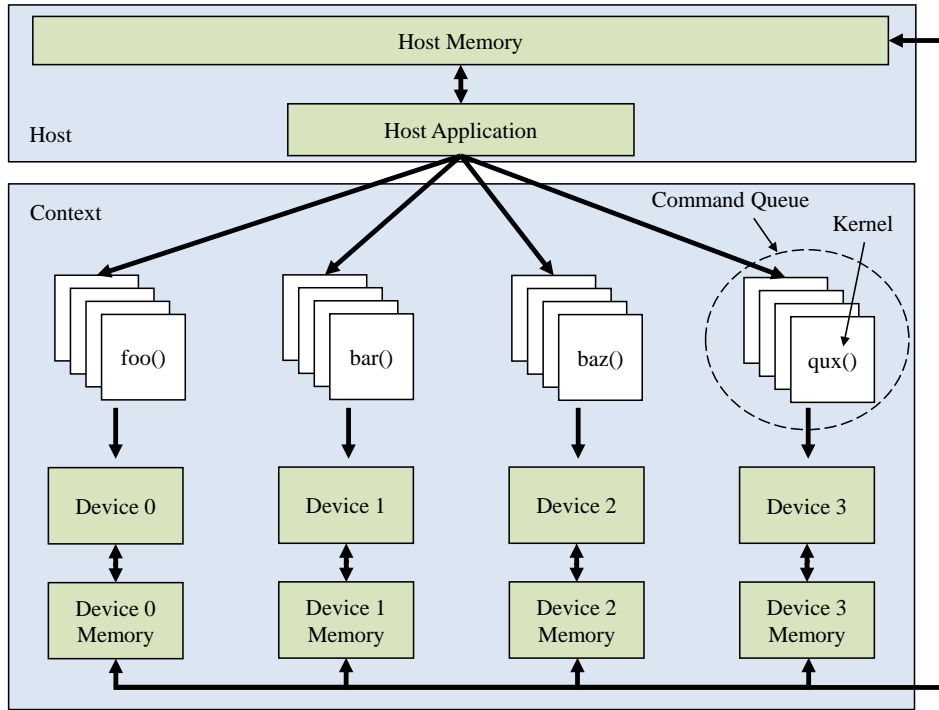 Host Memory
Host Application
Host
Context
Command Queue
Kernel
foo()
bar()
baz()
qux()
Device 0
Device 1
Device 2
Device 3
Device 0
Memory
Device 1
Memory
Device 2
Memory
Device 3
Memory